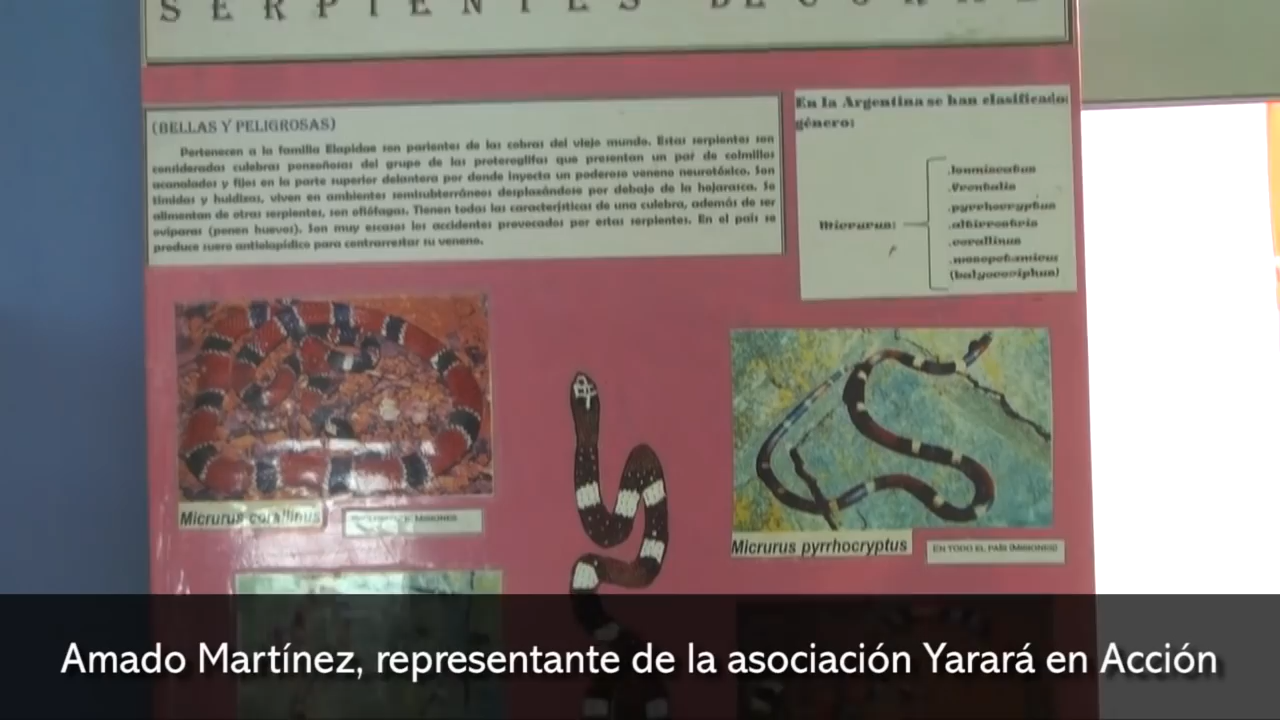 SERPIENTES DE CORAL
(BELLAS Y PELIGROSAS)
Pertenecen a la familia Elapidae son parientes de las cobras del viejo mundo. Estas serpientes son
consideradas culebras ponzoñosas del grupo de las proteroglifas que presentan un par de colmillos
acanalados y fijos en la parte superior delantera por donde inyecta un poderoso veneno neurotóxico. Son
tímidas y huidizas, viven en ambientes semisubterráneos desplazándose por debajo de la hojarasca. Se
alimentan de otras serpientes, son ofiófagas. Tienen todas las características de una culebra, además de ser
ovíparas (ponen huevos). Son muy escasos los accidentes provocados por estas serpientes. En el país se
produce suero antielapídico para contrarrestar su veneno.
En la Argentina se han clasificado
género:
Micrurus:
.frontalis
.pyrrhocryptus
.altirostris
.corallinus
Micrurus corallinus
MISIONES
Micrurus pyrrhocryptus
EN TODO EL PAÍS (MISIONES)
Amado Martínez, representante de la asociación Yarará en Acción